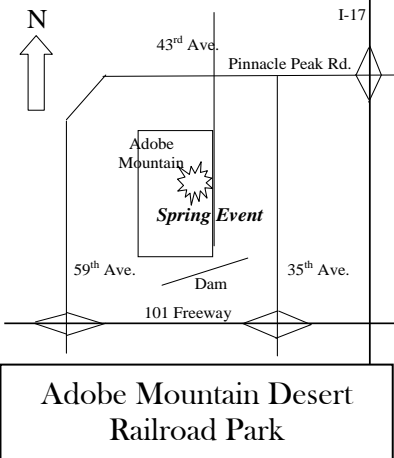 N
I-17
43rd Ave.
Pinnacle Peak Rd.
Adobe
Mountain
Spring Event
59th Ave.
35th Ave.
Dam
101 Freeway
Adobe Mountain Desert
Railroad Park